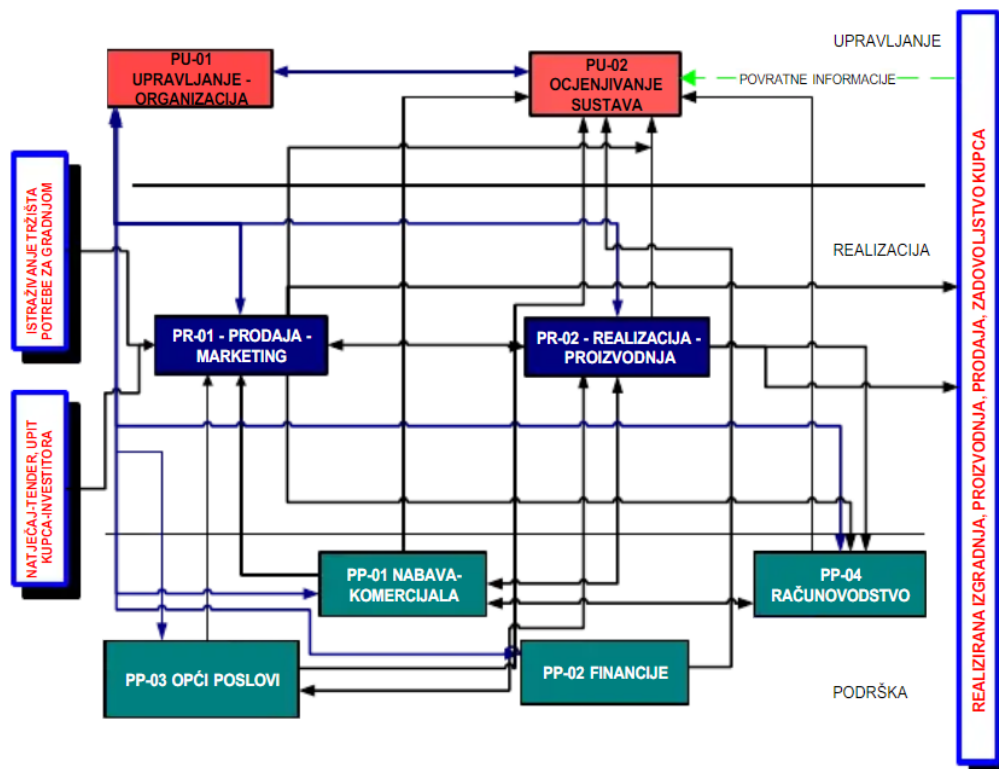 UPRAVLJANJE
PU-01
UPRAVLJANJE -
ORGANIZACIJA
PU-02
OCJENJIVANJE
SUSTAVA
POVRATNE INFORMACIJE
ISTRAŽIVANJE TRŽIŠTA
POTREBE ZA GRADNJOM
REALIZACIJA
PR-01 - PRODAJA -
MARKETING
PR-02 - REALIZACIJA -
PROIZVODNJA
NATJEČAJ-TENDER, UPIT
KUPCA-INVESTITORA
PP-01 NABAVA-
KOMERCIJALA
PP-04
RAČUNOVODSTVO
PP-03 OPĆI POSLOVI
PP-02 FINANCIJE
PODRŠKA
REALIZIRANA IZGRADNJA, PROIZVODNJA, PRODAJA, ZADOVOLJSTVO KUPCA